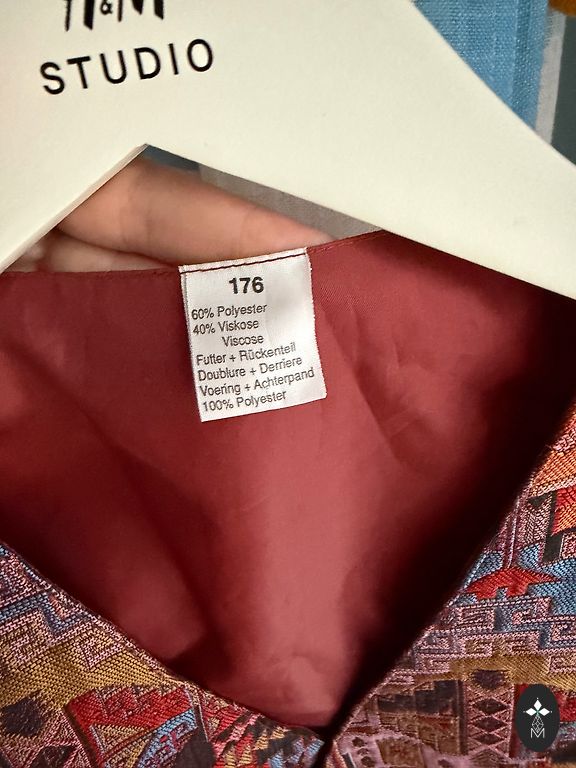 H&M
STUDIO
176
60% Polyester
40% Viskose
Viscose
Futter + Rückenteil
Doublure + Derriere
Voering + Achterpand
100% Polyester
M